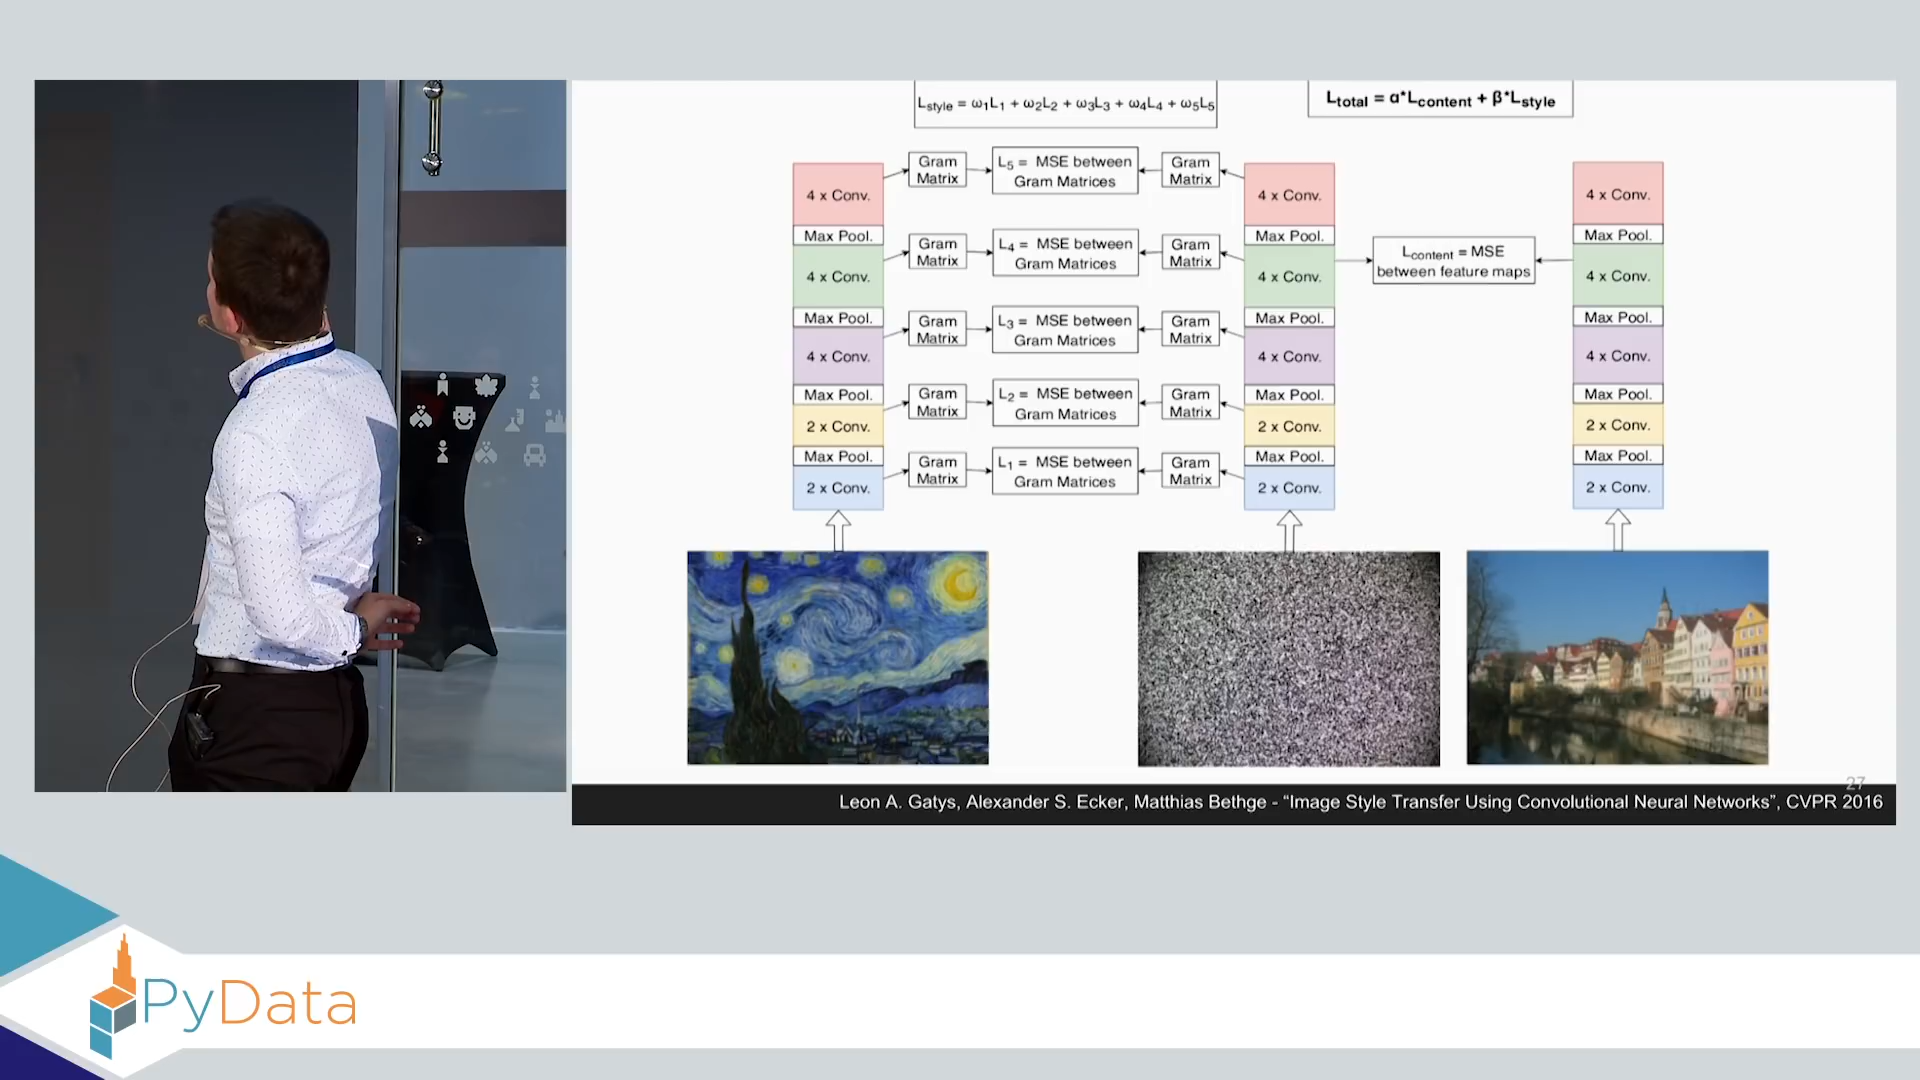 Lstyle = ω1L1 + ω2L2 + ω3L3 + ω4L4 + ω5L5
Ltotal = α*Lcontent + β*Lstyle
4 x Conv.
Max Pool.
4 x Conv.
Max Pool.
4 x Conv.
Max Pool.
2 x Conv.
Max Pool.
2 x Conv.
Gram
Matrix
L5 = MSE between
Gram Matrices
Gram
Matrix
Gram
Matrix
L4 = MSE between
Gram Matrices
Gram
Matrix
Gram
Matrix
L3 = MSE between
Gram Matrices
Gram
Matrix
Gram
Matrix
L2 = MSE between
Gram Matrices
Gram
Matrix
Gram
Matrix
L1 = MSE between
Gram Matrices
Gram
Matrix
4 x Conv.
Max Pool.
4 x Conv.
Max Pool.
4 x Conv.
Max Pool.
2 x Conv.
Max Pool.
2 x Conv.
Lcontent = MSE
between feature maps
4 x Conv.
Max Pool.
4 x Conv.
Max Pool.
4 x Conv.
Max Pool.
2 x Conv.
Max Pool.
2 x Conv.
27
Leon A. Gatys, Alexander S. Ecker, Matthias Bethge - “Image Style Transfer Using Convolutional Neural Networks”, CVPR 2016
PyData